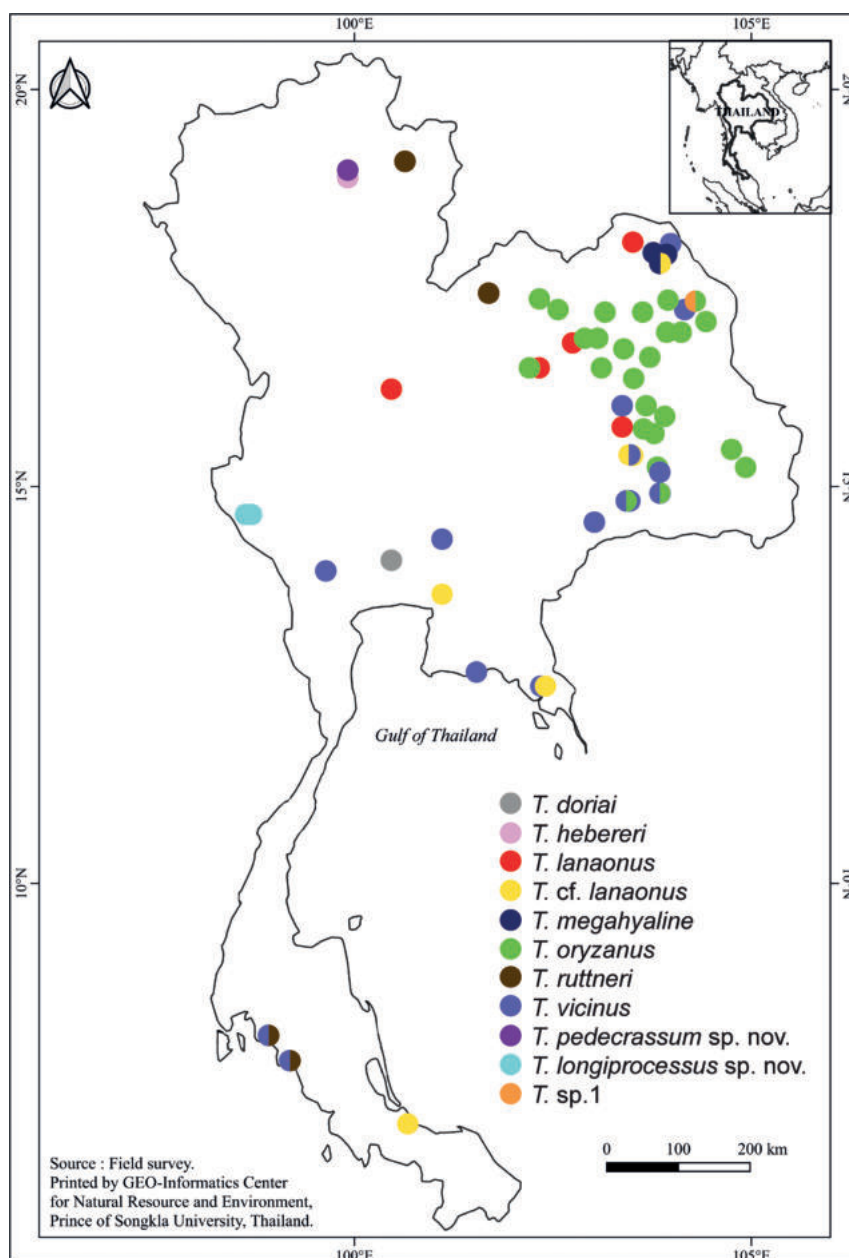 100°E
105°E
20°N
20°N
THAILAND
15°N
15°N
Gulf of Thailand
T. doriai
T. hebereri
T. lanaonus
T. cf. lanaonus
T. megahyaline
T. oryzanus
T. ruttneri
T. vicinus
T. pedecrassum sp. nov.
T. longiprocessus sp. nov.
T. sp.1
10°N
10°N
0 100 200 km
Source : Field survey.
Printed by GEO-Informatics Center
for Natural Resource and Environment,
Prince of Songkla University, Thailand.
100°E
105°E